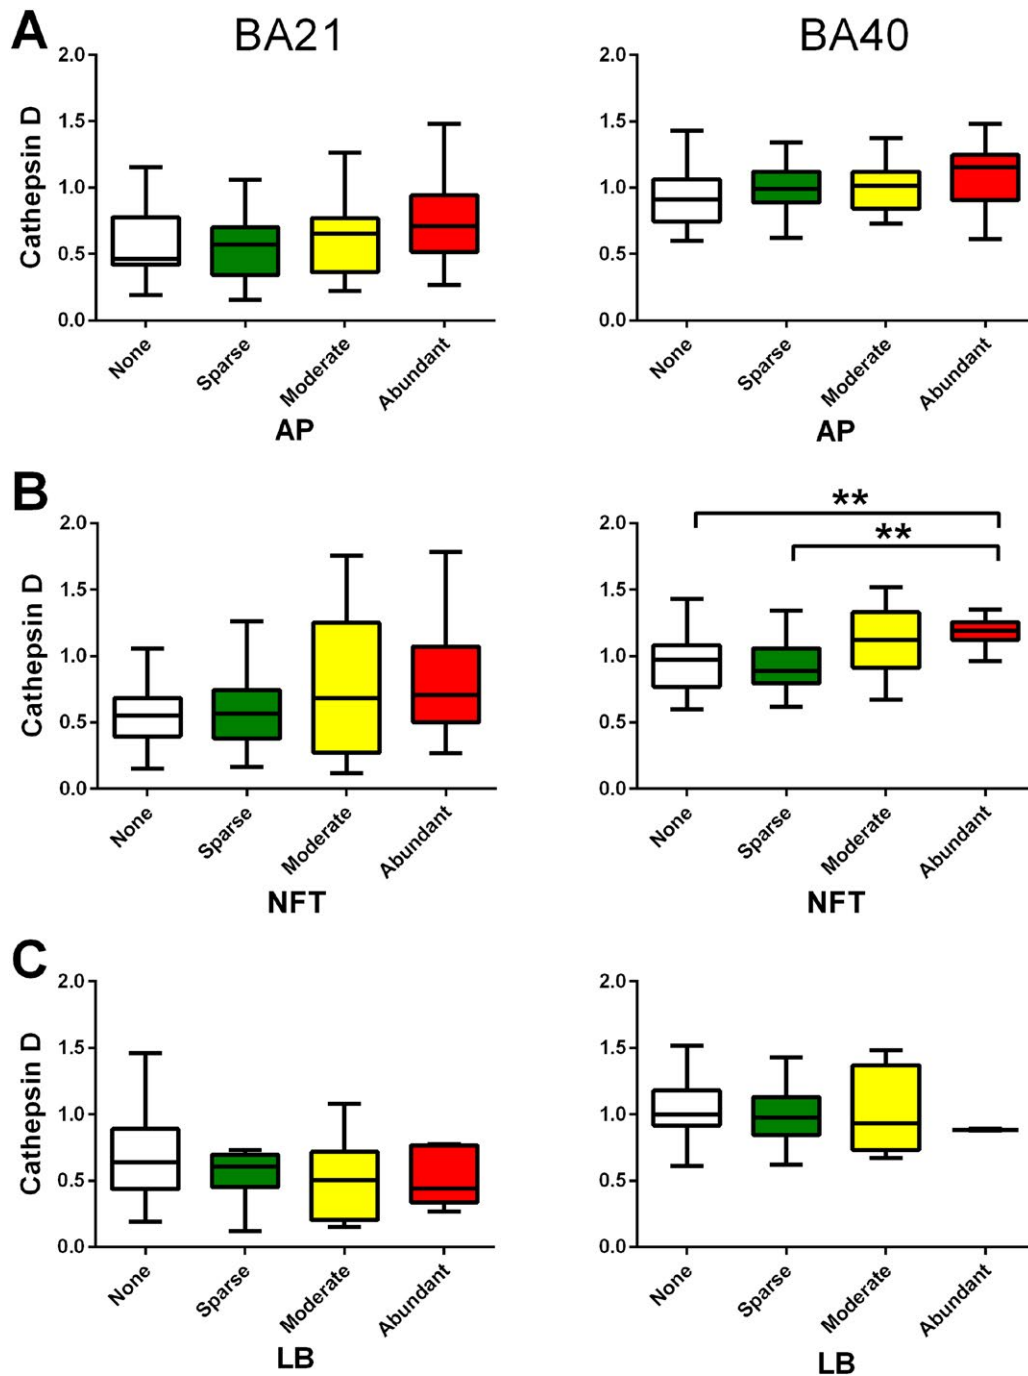 A
BA21
BA40
Cathepsin D
2.0
1.5
1.0
0.5
0.0
None
Sparse
Moderate
Abundant
AP
2.0
1.5
1.0
0.5
0.0
None
Sparse
Moderate
Abundant
AP
B
Cathepsin D
2.0
1.5
1.0
0.5
0.0
None
Sparse
Moderate
Abundant
NFT
**
**
2.0
1.5
1.0
0.5
0.0
None
Sparse
Moderate
Abundant
NFT
C
Cathepsin D
2.0
1.5
1.0
0.5
0.0
None
Sparse
Moderate
Abundant
LB
2.0
1.5
1.0
0.5
0.0
None
Sparse
Moderate
Abundant
LB